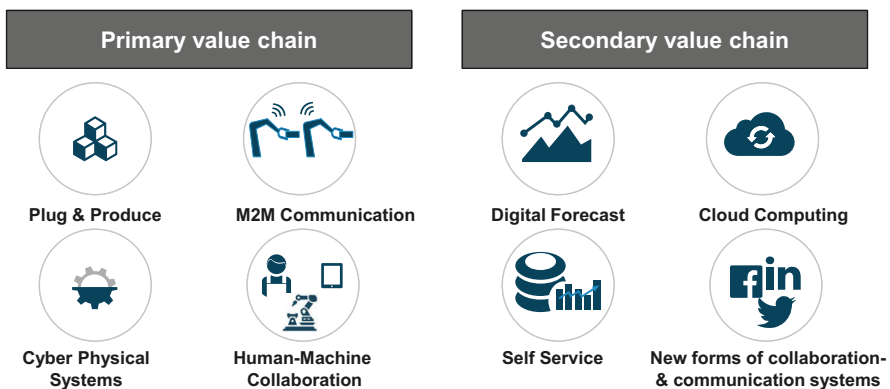 Primary value chain
Secondary value chain
Plug & Produce
M2M Communication
Digital Forecast
Cloud Computing
Cyber Physical
Systems
Human-Machine
Collaboration
Self Service
New forms of collaboration-
& communication systems